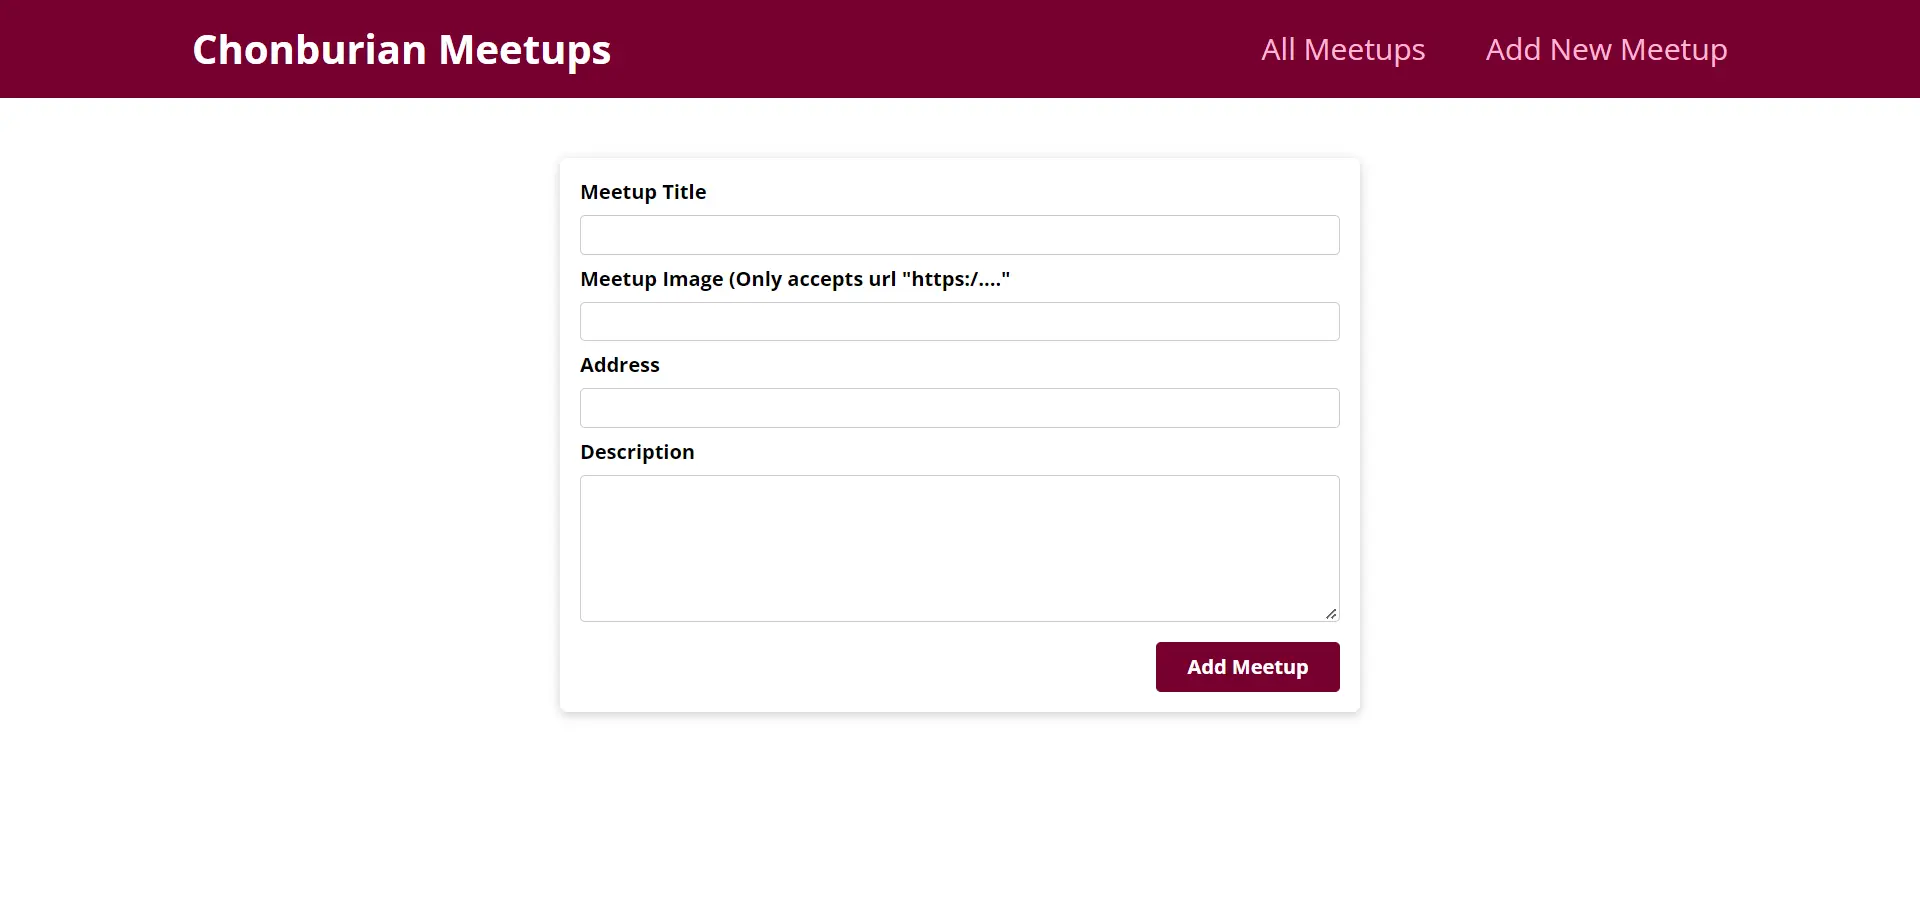 Chonburian Meetups
All Meetups
Add New Meetup
Meetup Title
Meetup Image (Only accepts url "https:/...."
Address
Description
Add Meetup